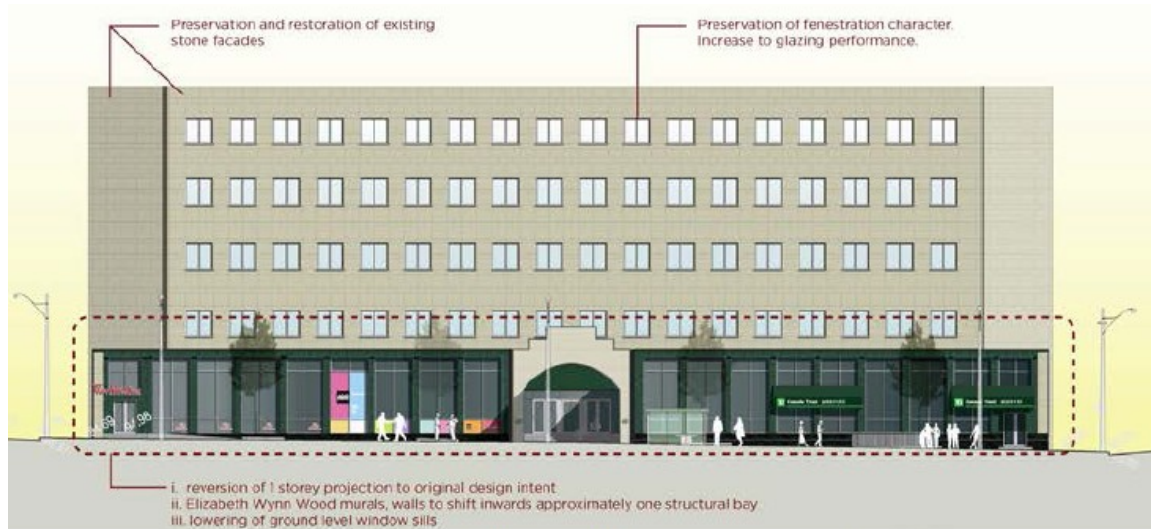 Preservation and restoration of existing
stone facades
Preservation of fenestration character.
Increase to glazing performance.
Canada Trust
Canada Trust
i. reversion of 1 storey projection to original design intent
ii. Elizabeth Wynn Wood murals, walls to shift inwards approximately one structural bay
iii. lowering of ground level window sills